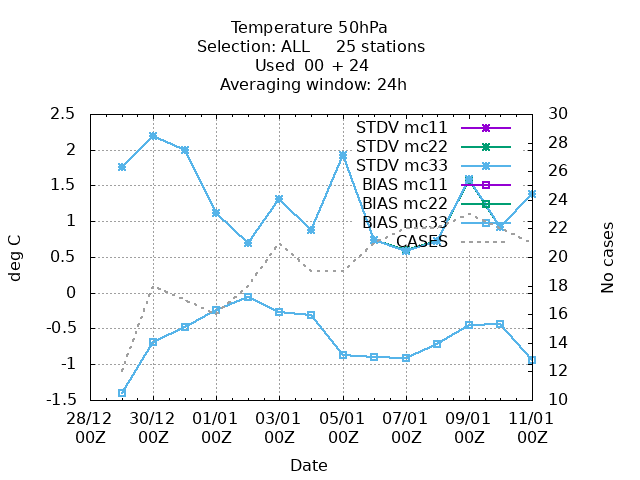 Temperature 50hPa
Selection: ALL 25 stations
Used 00 + 24
Averaging window: 24h
2.5
2
1.5
1
0.5
0
-0.5
-1
-1.5
deg C
30
28
26
24
22
20
18
16
14
12
10
No cases
STDV mc11
STDV mc22
STDV mc33
BIAS mc11
BIAS mc22
BIAS mc33
CASES
28/12 30/12 01/01 03/01 05/01 07/01 09/01 11/01
00Z 00Z 00Z 00Z 00Z 00Z 00Z 00Z
Date